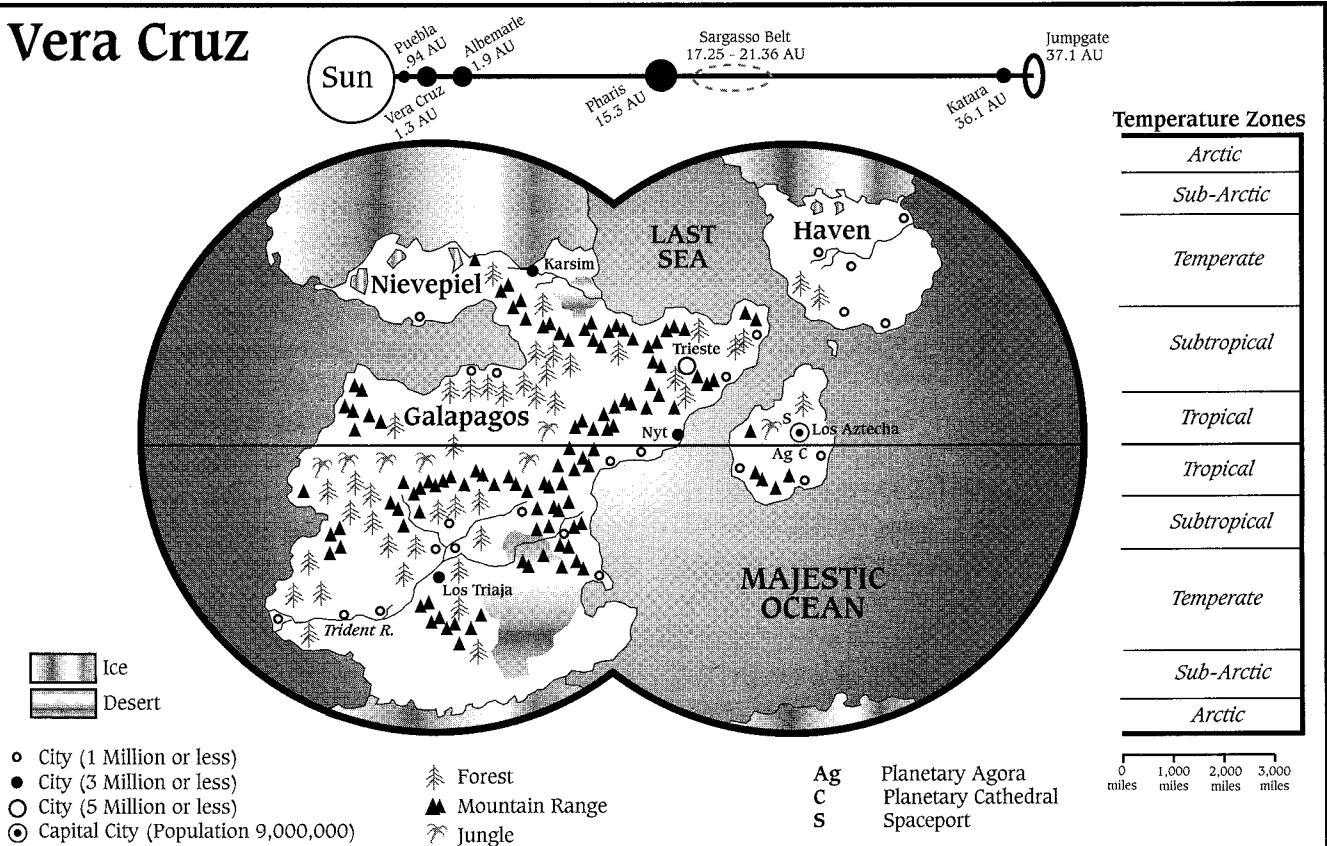 Vera Cruz
Sun
Puebla
.94 AU
Vera Cruz
1.3 AU
Albemarle
1.9 AU
Pharis
15.3 AU
Sargasso Belt
17.25 - 21.36 AU
Katara
36.1 AU
Jumpgate
37.1 AU
Temperature Zones
Arctic
Sub-Arctic
Temperate
Subtropical
Tropical
Tropical
Subtropical
Temperate
Sub-Arctic
Arctic
LAST
SEA
Haven
Karsim
Nievepiel
Trieste
Galapagos
Nyt
S
Los Aztecha
Ag C
Los Triaja
Trident R.
MAJESTIC
OCEAN
Ice
Desert
City (1 Million or less)
City (3 Million or less)
City (5 Million or less)
Capital City (Population 9,000,000)
Forest
Mountain Range
Jungle
Ag Planetary Agora
C Planetary Cathedral
S Spaceport
0 1,000 2,000 3,000
miles miles miles miles